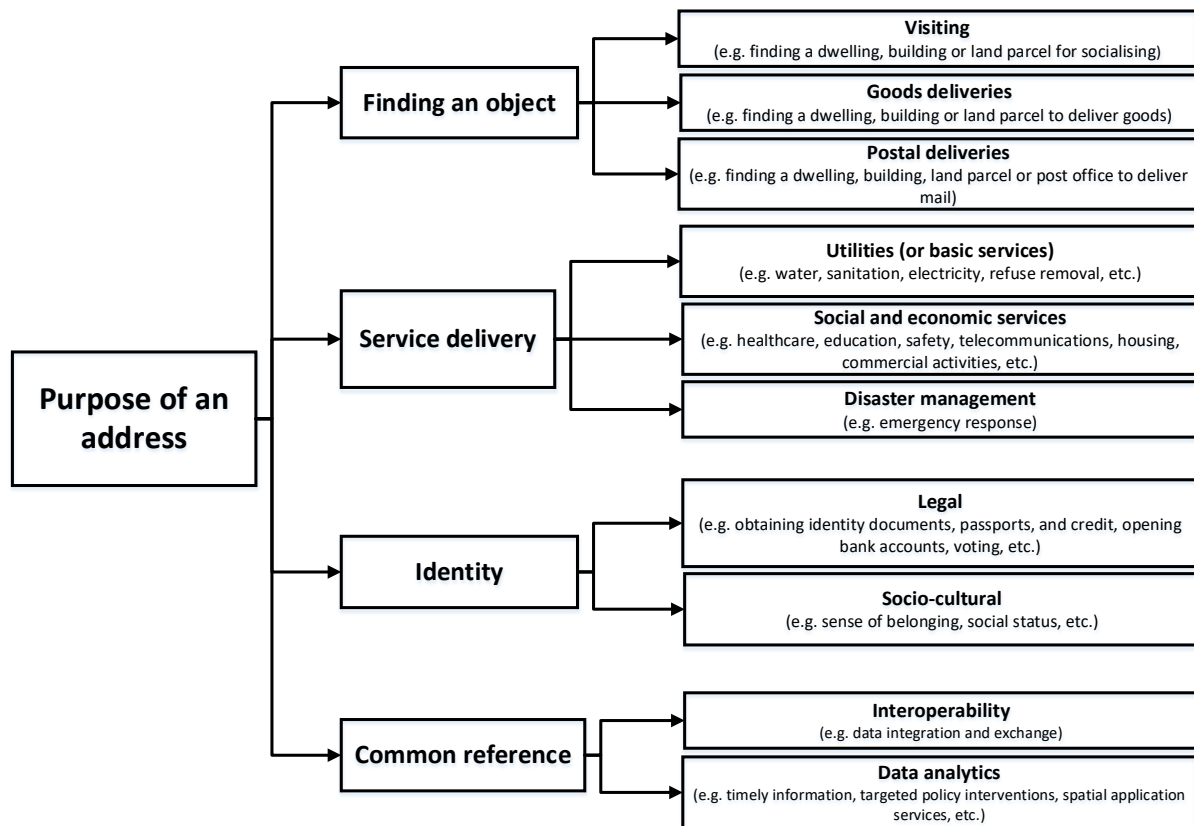 Purpose of an
address
Finding an object
Visiting
(e.g. finding a dwelling, building or land parcel for socialising)
Goods deliveries
(e.g. finding a dwelling, building or land parcel to deliver goods)
Postal deliveries
(e.g. finding a dwelling, building, land parcel or post office to deliver
mail)
Service delivery
Utilities (or basic services)
(e.g. water, sanitation, electricity, refuse removal, etc.)
Social and economic services
(e.g. healthcare, education, safety, telecommunications, housing,
commercial activities, etc.)
Disaster management
(e.g. emergency response)
Identity
Legal
(e.g. obtaining identity documents, passports, and credit, opening
bank accounts, voting, etc.)
Socio-cultural
(e.g. sense of belonging, social status, etc.)
Common reference
Interoperability
(e.g. data integration and exchange)
Data analytics
(e.g. timely information, targeted policy interventions, spatial application
services, etc.)